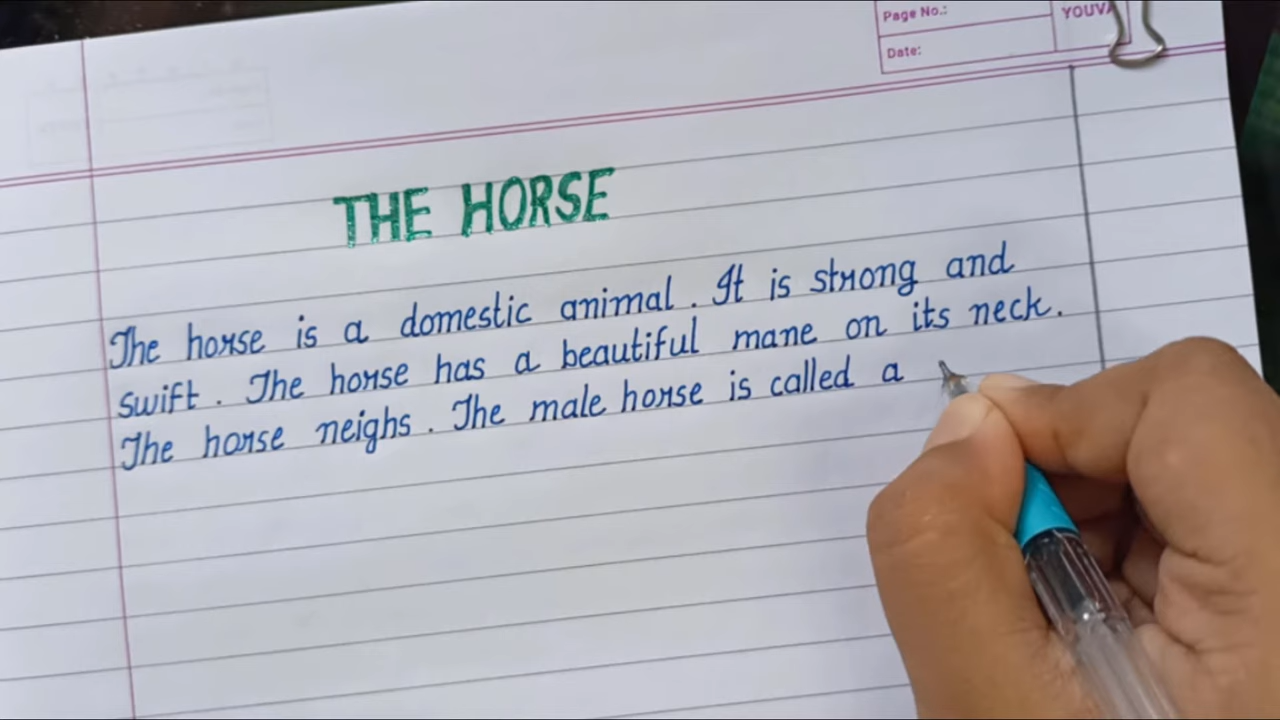 Page No.:
YOUVA
Date:
THE HORSE
The horse is a domestic animal. It is strong and
swift. The horse has a beautiful mane on its neck.
The horse neighs. The male horse is called a